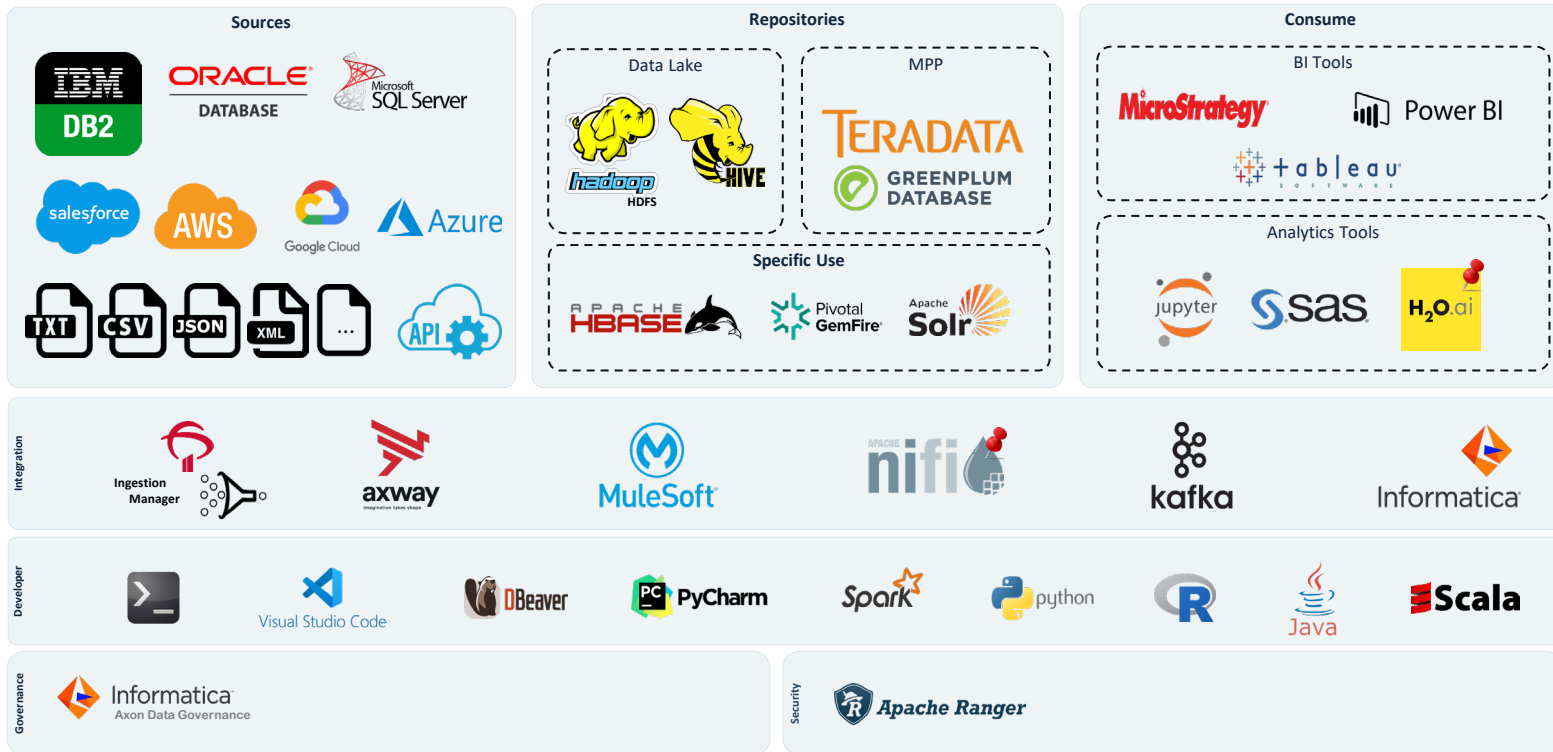 Sources
IBM
DB2
ORACLE®
DATABASE
Microsoft
SQL Server
salesforce
AWS
Google Cloud
Azure
TXT
CSV
JSON
XML
...
API
Repositories
Data Lake
hadoop
HDFS
HIVE
MPP
TERADATA
GREENPLUM
DATABASE
Specific Use
APACHE
HBASE
Pivotal
GemFire®
Apache
Solr
Consume
BI Tools
MicroStrategy®
Power BI
+ableau®
SOFTWARE
Analytics Tools
jupyter
S.sas.
H2O.ai
Integration
Ingestion
Manager
axway
imagination takes shape
MuleSoft®
APACHE
nifi
kafka
Informatica®
Developer
>_
Visual Studio Code
DBeaver
PC
PyCharm
Spark
python
R
Java
Scala
Governance
Informatica
Axon Data Governance
Security
R
Apache Ranger